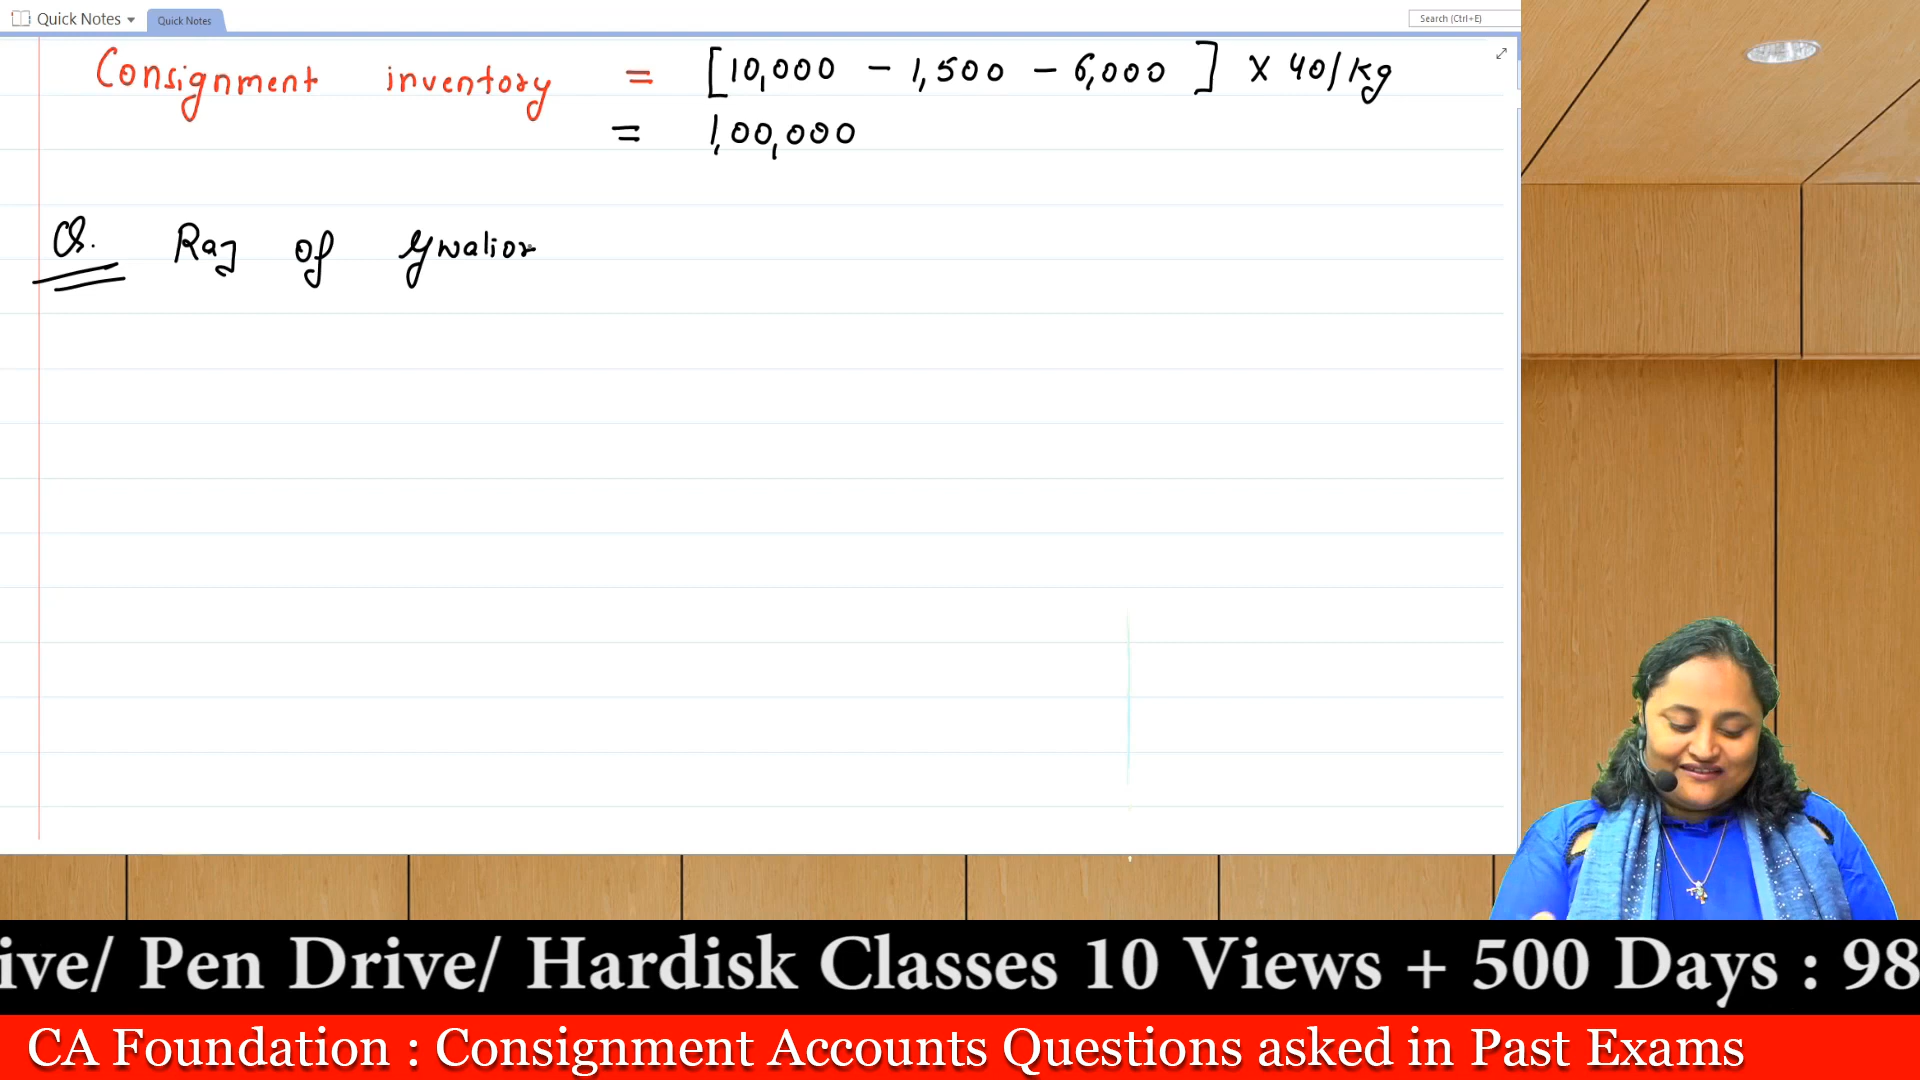 Quick Notes
Quick Notes
Search (Ctrl+E)
Consignment inventory = [10,000 - 1,500 - 6,000] × 40/kg
= 1,00,000
Q. Raj of Gwalior
ive/ Pen Drive/ Hardisk Classes 10 Views + 500 Days : 98
CA Foundation : Consignment Accounts Questions asked in Past Exams